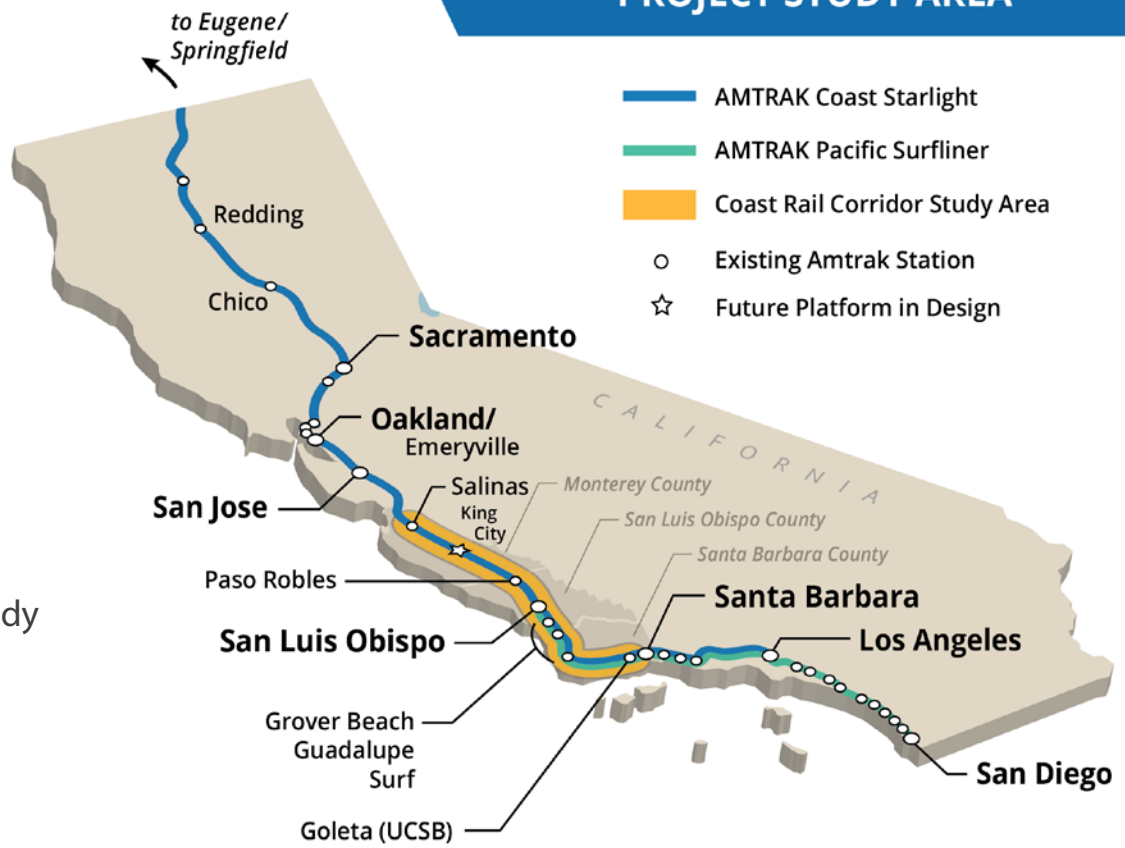 PROJECT STUDY AREA
to Eugene/
Springfield
AMTRAK Coast Starlight
AMTRAK Pacific Surfliner
Coast Rail Corridor Study Area
Existing Amtrak Station
Future Platform in Design
Redding
Chico
Sacramento
Oakland/
Emeryville
CALIFORNIA
San Jose
Salinas
King
City
Monterey County
San Luis Obispo County
Santa Barbara County
Paso Robles
San Luis Obispo
Santa Barbara
Los Angeles
dy
Grover Beach
Guadalupe
Surf
Goleta (UCSB)
San Diego